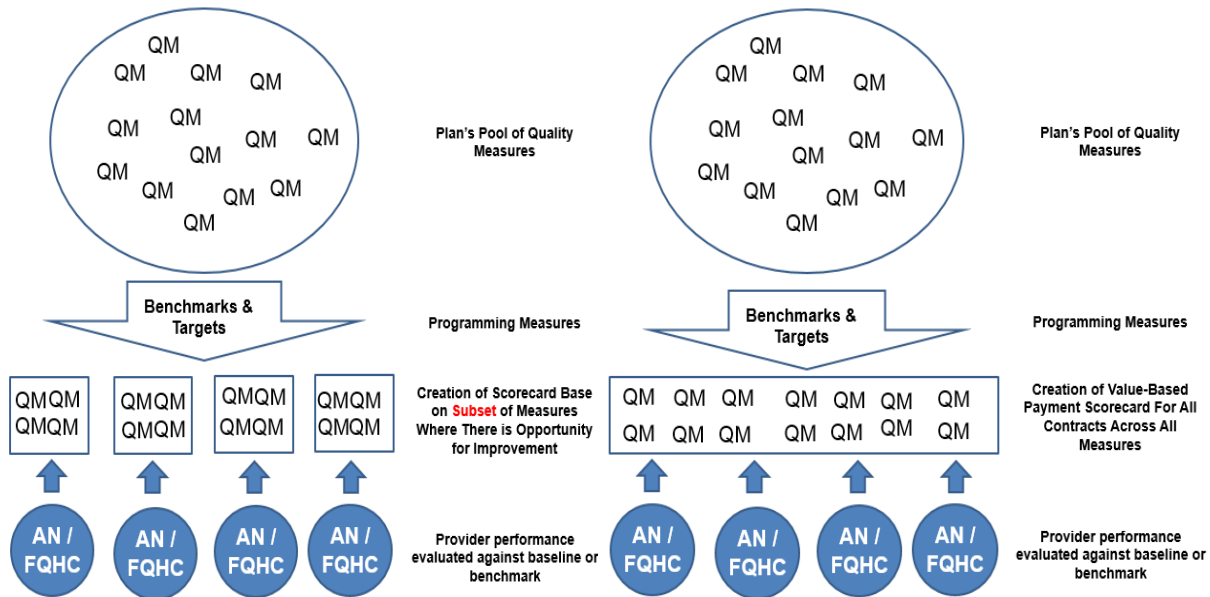 QM
QM QM QM
QM
QM QM QM
QM
QM
QM QM QM
QM
Plan's Pool of Quality
Measures
Benchmarks &
Targets
Programming Measures
QMQM
QMQM
QMQM
QMQM
QMQM
QMQM
QMQM
QMQM
Creation of Scorecard Base
on Subset of Measures
Where There is Opportunity
for Improvement
AN /
FQHC
AN /
FQHC
AN /
FQHC
AN /
FQHC
Provider performance
evaluated against baseline or
benchmark
QM
QM QM QM
QM
QM QM QM
QM
QM
QM QM QM
QM
Plan's Pool of Quality
Measures
Benchmarks &
Targets
Programming Measures
QM QM QM QM QM QM QM
QM QM QM QM QM QM QM
Creation of Value-Based
Payment Scorecard For All
Contracts Across All
Measures
AN /
FQHC
AN /
FQHC
AN /
FQHC
AN /
FQHC
Provider performance
evaluated against baseline or
benchmark